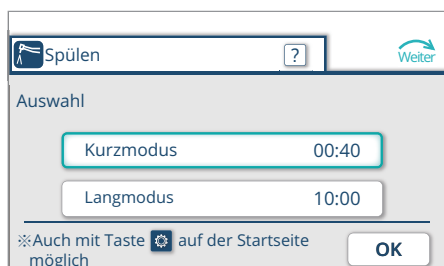 Spülen
?
Weiter
Auswahl
Kurzmodus 00:40
Langmodus 10:00
※Auch mit Taste auf der Startseite
möglich
OK